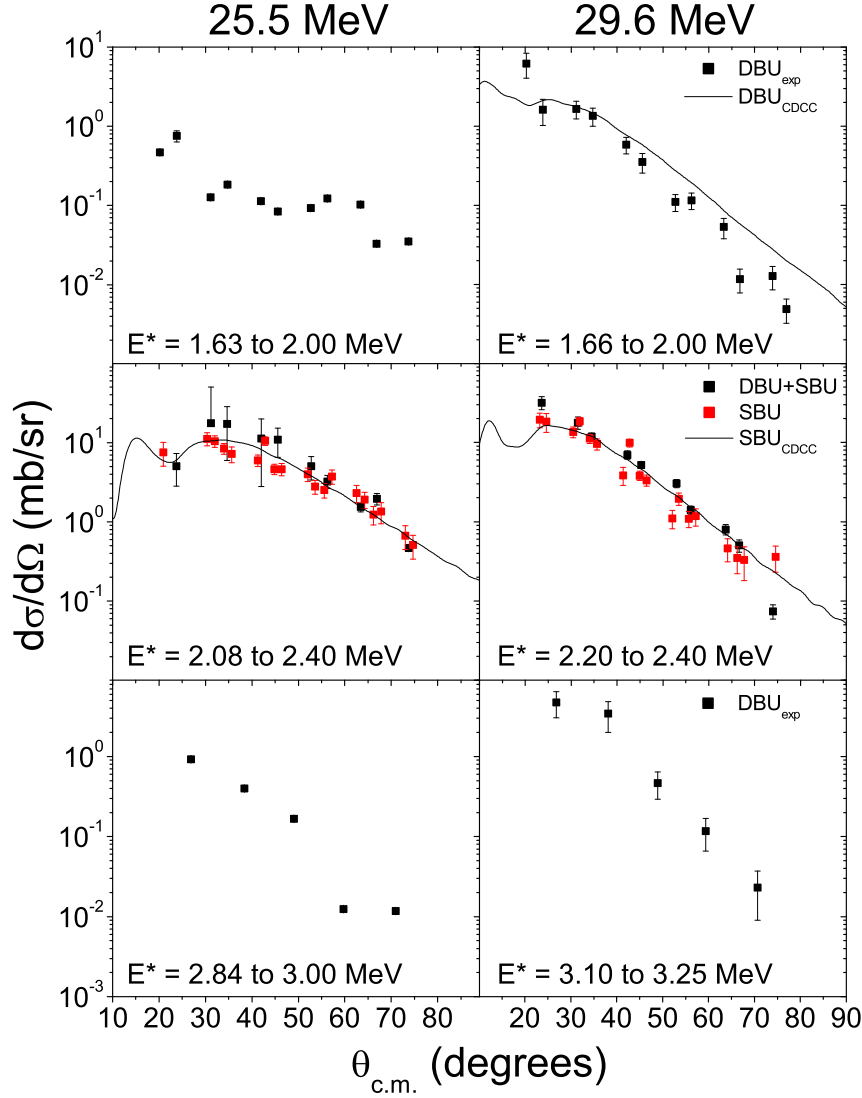 25.5 MeV 29.6 MeV
10^1
10^0
10^-1
10^-2
DBU_exp
DBU_CDCC
E* = 1.63 to 2.00 MeV E* = 1.66 to 2.00 MeV
10^1
10^0
10^-1
DBU+SBU
SBU
SBU_CDCC
E* = 2.08 to 2.40 MeV E* = 2.20 to 2.40 MeV
10^0
10^-1
10^-2
10^-3
DBU_exp
E* = 2.84 to 3.00 MeV E* = 3.10 to 3.25 MeV
10 20 30 40 50 60 70 80 20 30 40 50 60 70 80 90
dσ/dΩ (mb/sr)
θ_c.m. (degrees)